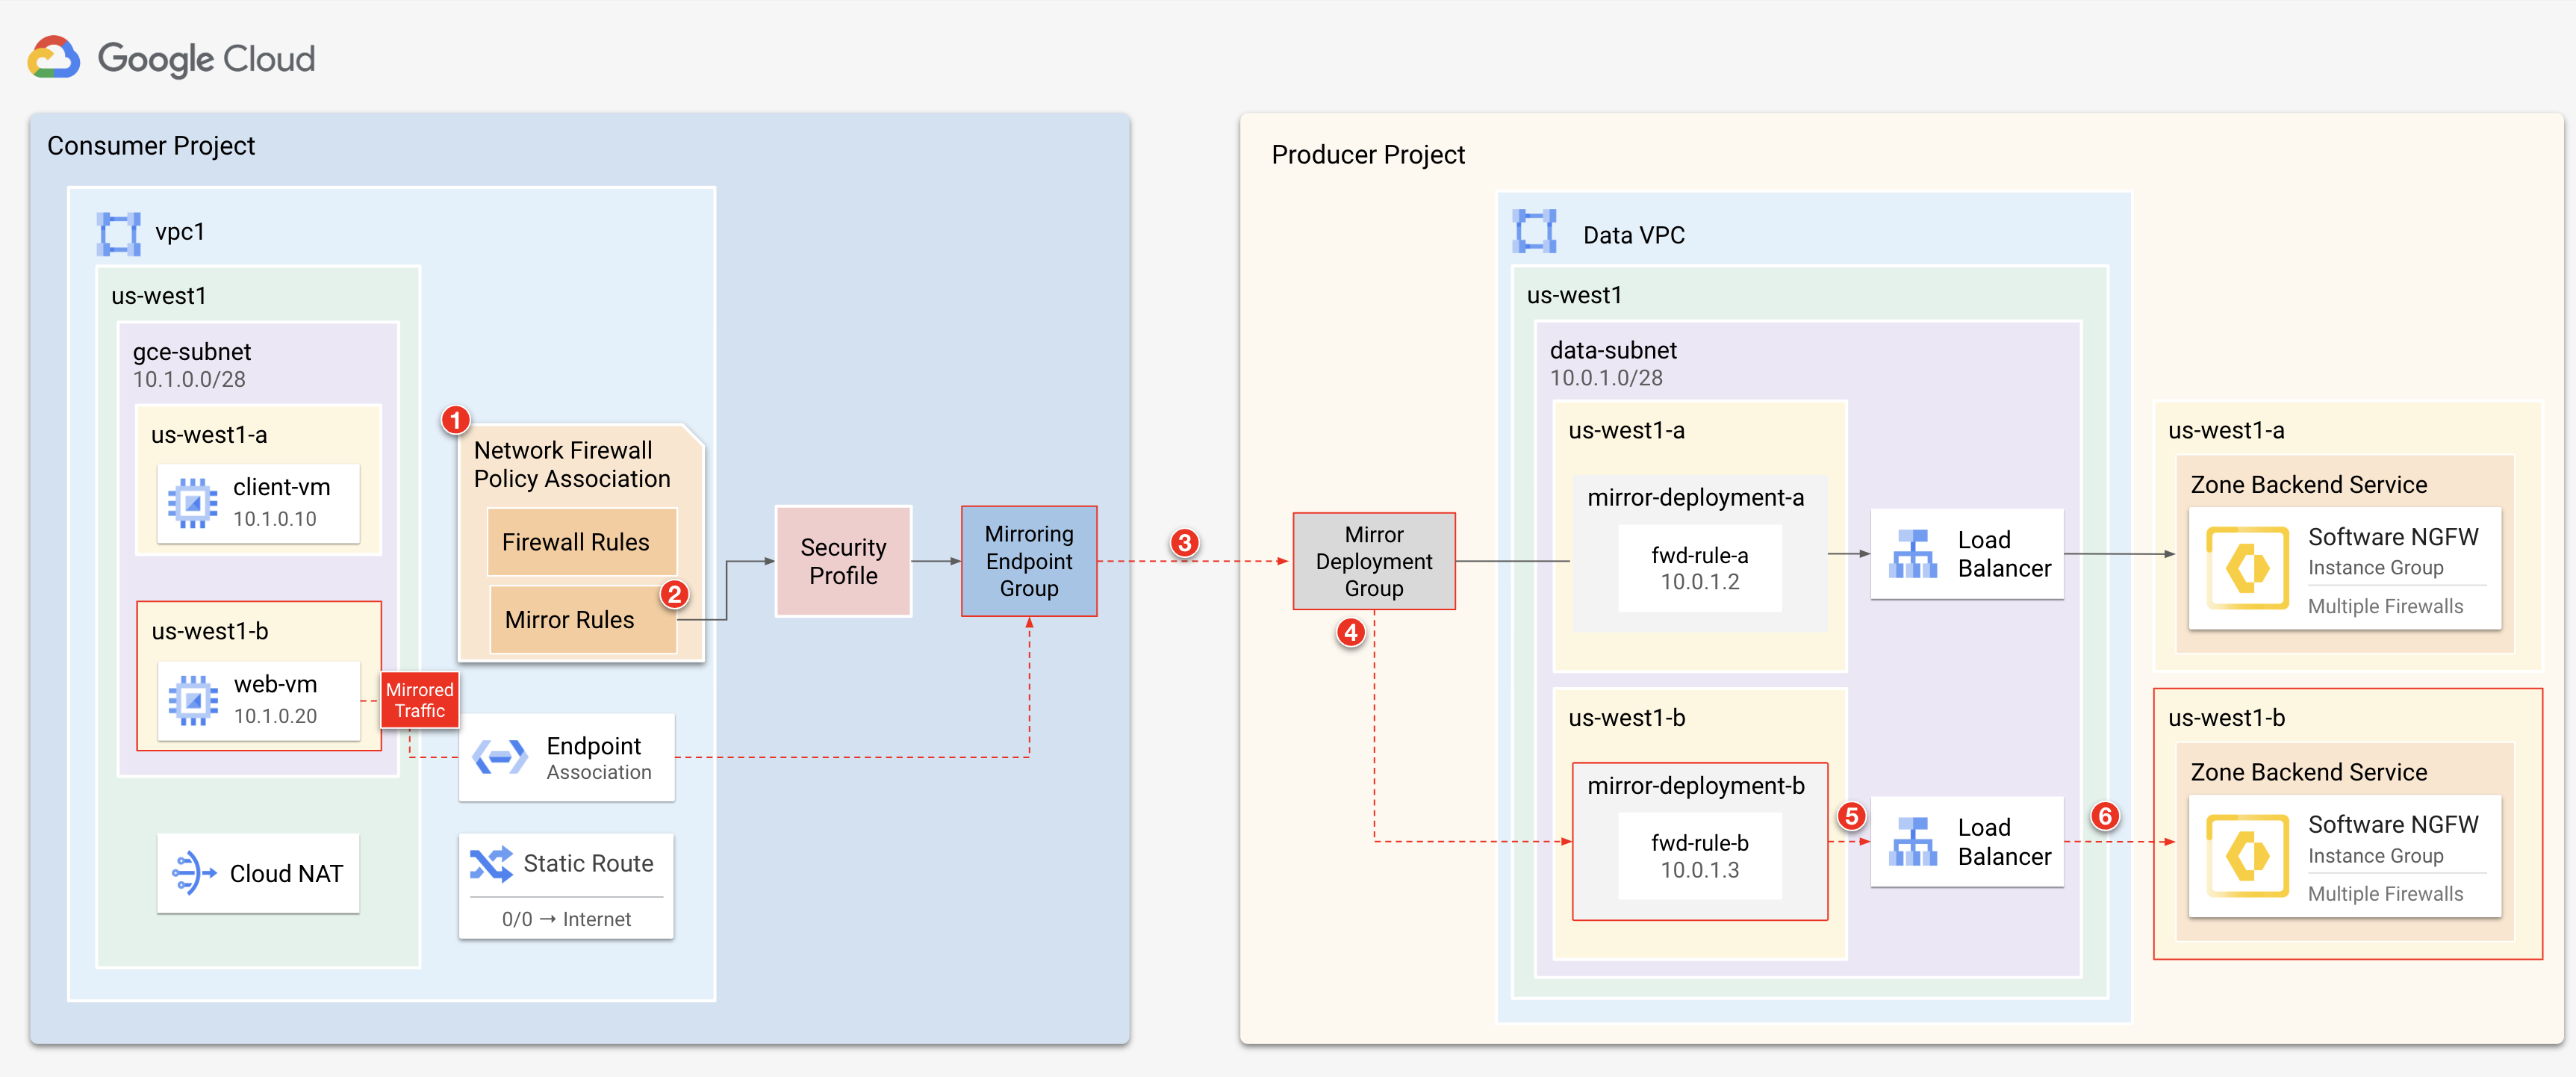 Google Cloud
Consumer Project
vpc1
us-west1
gce-subnet
10.1.0.0/28
us-west1-a
client-vm
10.1.0.10
us-west1-b
web-vm
10.1.0.20
Mirrored
Traffic
Cloud NAT
1
Network Firewall
Policy Association
Firewall Rules
2
Mirror Rules
Endpoint
Association
Static Route
0/0 → Internet
Security
Profile
Mirroring
Endpoint
Group
3
Producer Project
Mirror
Deployment
Group
4
Data VPC
us-west1
data-subnet
10.0.1.0/28
us-west1-a
mirror-deployment-a
fwd-rule-a
10.0.1.2
Load
Balancer
us-west1-b
mirror-deployment-b
fwd-rule-b
10.0.1.3
5
Load
Balancer
6
us-west1-a
Zone Backend Service
Software NGFW
Instance Group
Multiple Firewalls
us-west1-b
Zone Backend Service
Software NGFW
Instance Group
Multiple Firewalls